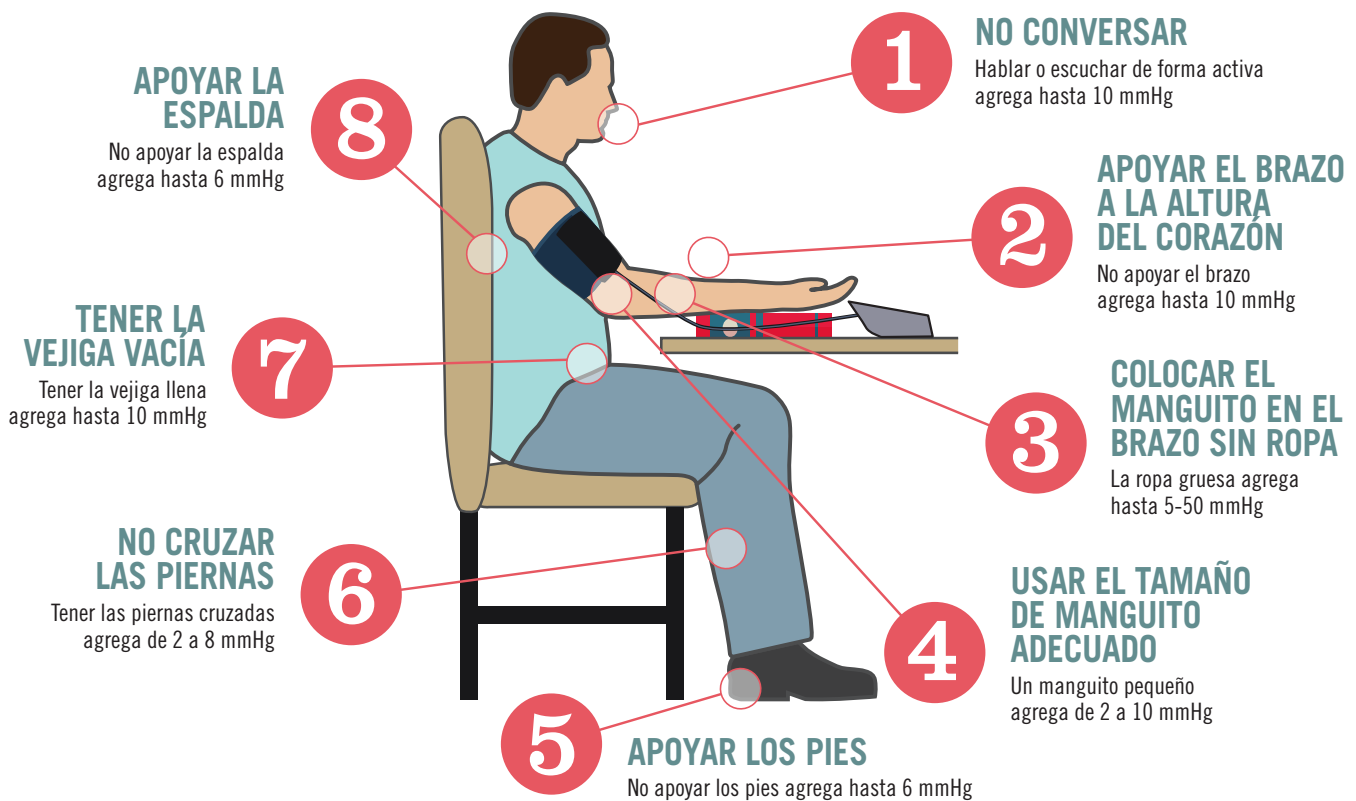 1
NO CONVERSAR
Hablar o escuchar de forma activa
agrega hasta 10 mmHg
2
APOYAR EL BRAZO
A LA ALTURA
DEL CORAZÓN
No apoyar el brazo
agrega hasta 10 mmHg
3
COLOCAR EL
MANGUITO EN EL
BRAZO SIN ROPA
La ropa gruesa agrega
hasta 5-50 mmHg
4
USAR EL TAMAÑO
DE MANGUITO
ADECUADO
Un manguito pequeño
agrega de 2 a 10 mmHg
5
APOYAR LOS PIES
No apoyar los pies agrega hasta 6 mmHg
6
NO CRUZAR
LAS PIERNAS
Tener las piernas cruzadas
agrega de 2 a 8 mmHg
7
TENER LA
VEJIGA VACÍA
Tener la vejiga llena
agrega hasta 10 mmHg
8
APOYAR LA
ESPALDA
No apoyar la espalda
agrega hasta 6 mmHg